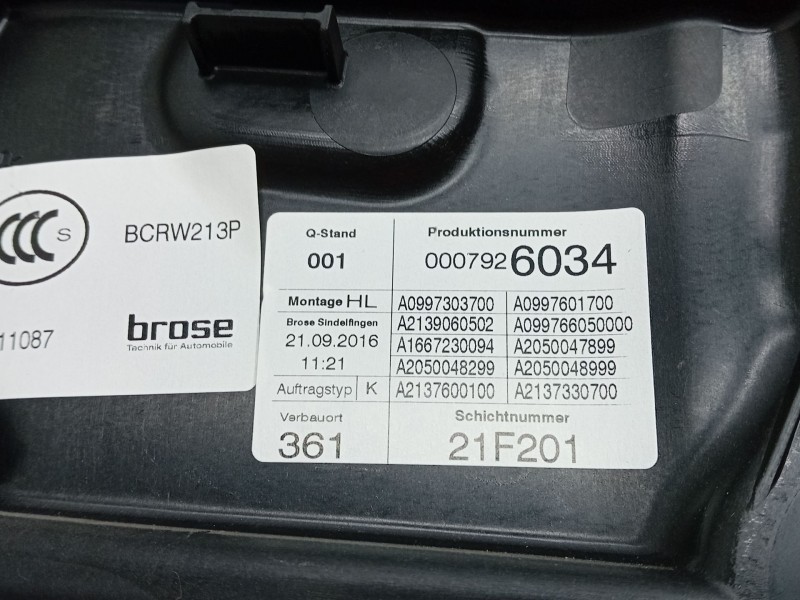 CCC S
BCRW213P
11087
brose
Technik für Automobile
Q-Stand
001
Produktionsnummer
0007926034
Montage HL
Brose Sindelfingen
21.09.2016
11:21
Auftragstyp K
A0997303700 A0997601700
A2139060502 A099766050000
A1667230094 A2050047899
A2050048299 A2050048999
A2137600100 A2137330700
Verbauort
361
Schichtnummer
21F201